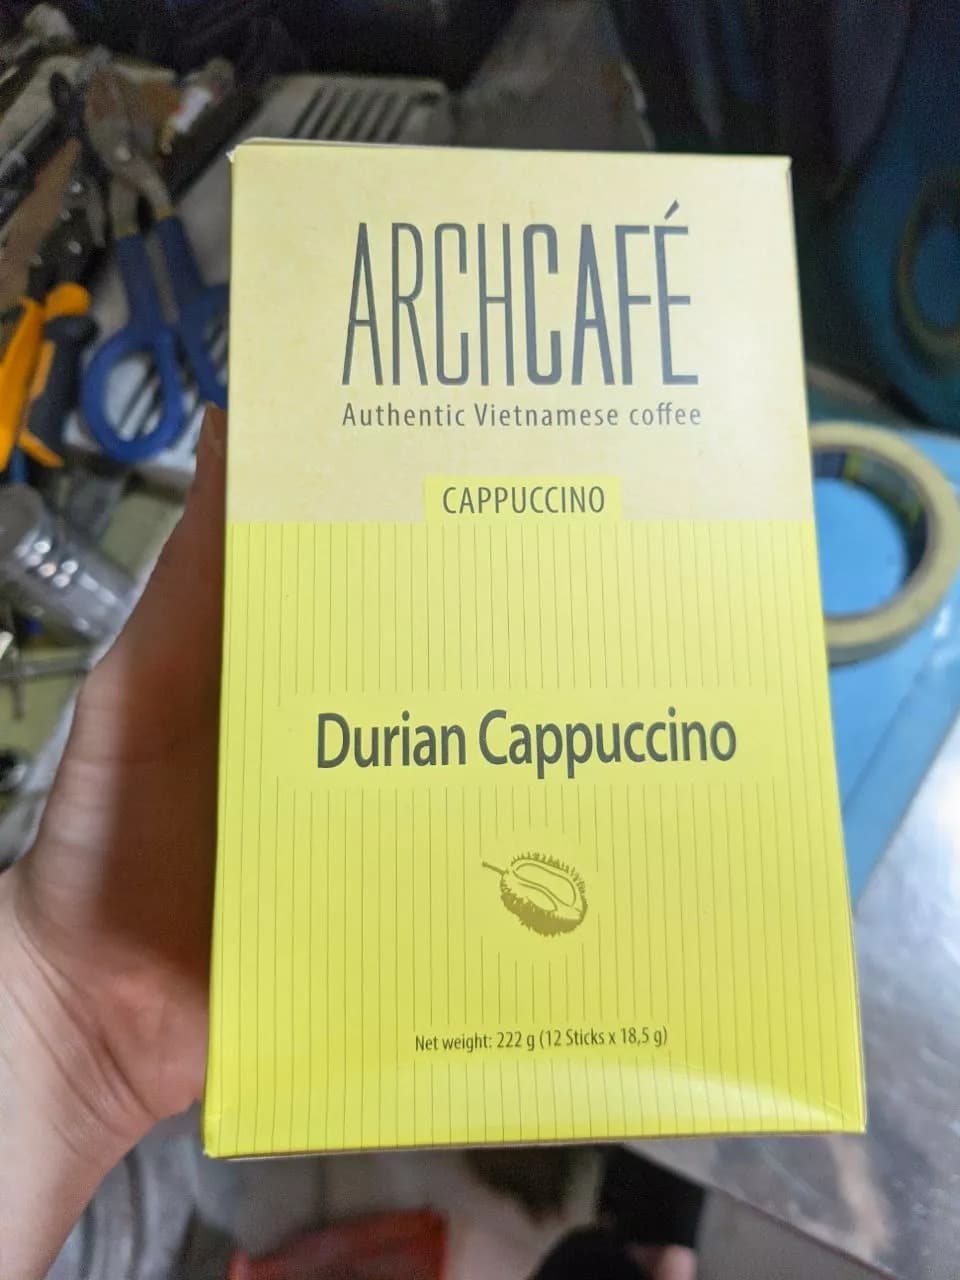 ARCHCAFÉ
Authentic Vietnamese coffee
CAPPUCCINO
Durian Cappuccino
Net weight: 222 g (12 Sticks x 18,5 g)